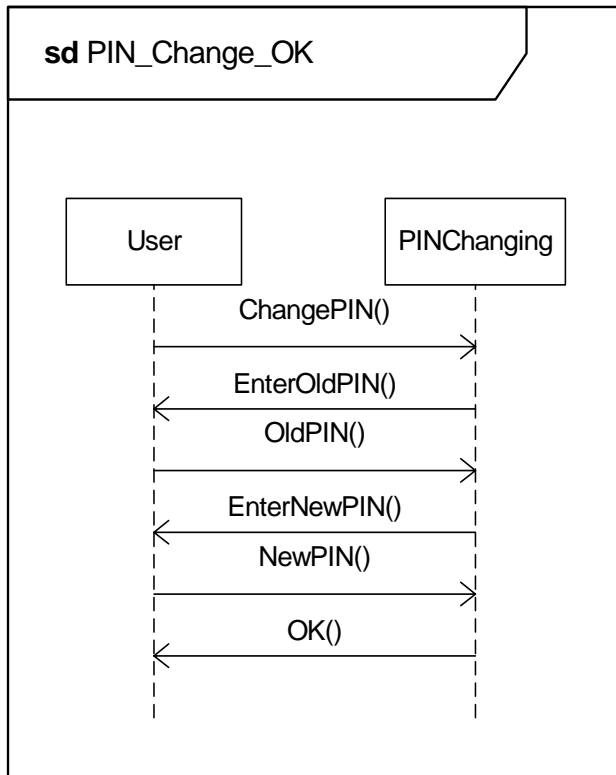 sd PIN_Change_OK
User
PINChanging
ChangePIN()
EnterOldPIN()
OldPIN()
EnterNewPIN()
NewPIN()
OK()